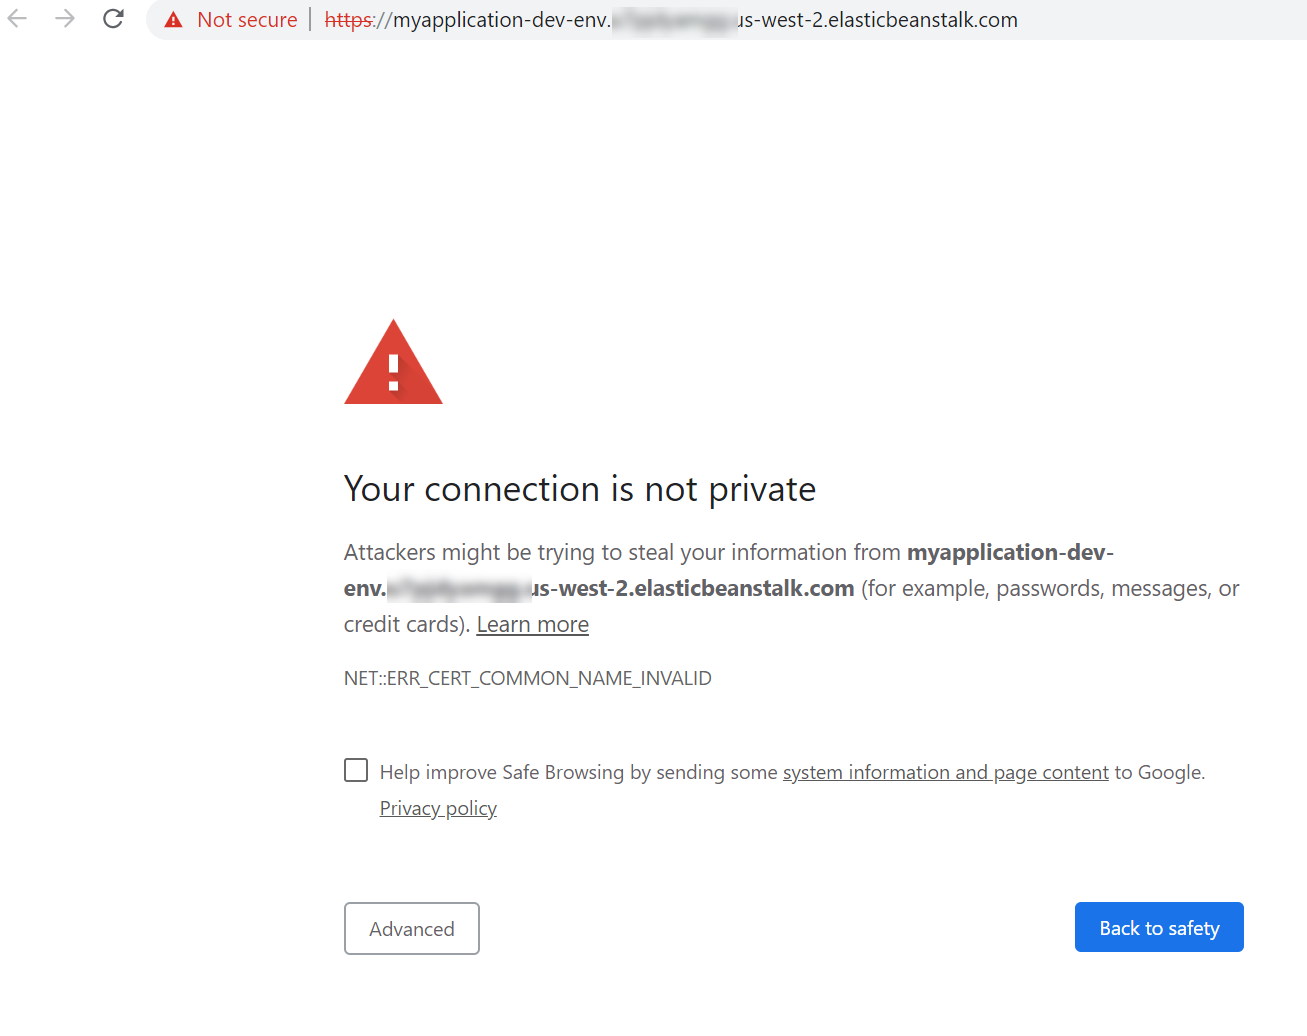 Not secure | https://myapplication-dev-env. us-west-2.elasticbeanstalk.com
Your connection is not private
Attackers might be trying to steal your information from myapplication-dev-
env. us-west-2.elasticbeanstalk.com (for example, passwords, messages, or
credit cards). Learn more
NET::ERR_CERT_COMMON_NAME_INVALID
Help improve Safe Browsing by sending some system information and page content to Google.
Privacy policy
Advanced
Back to safety